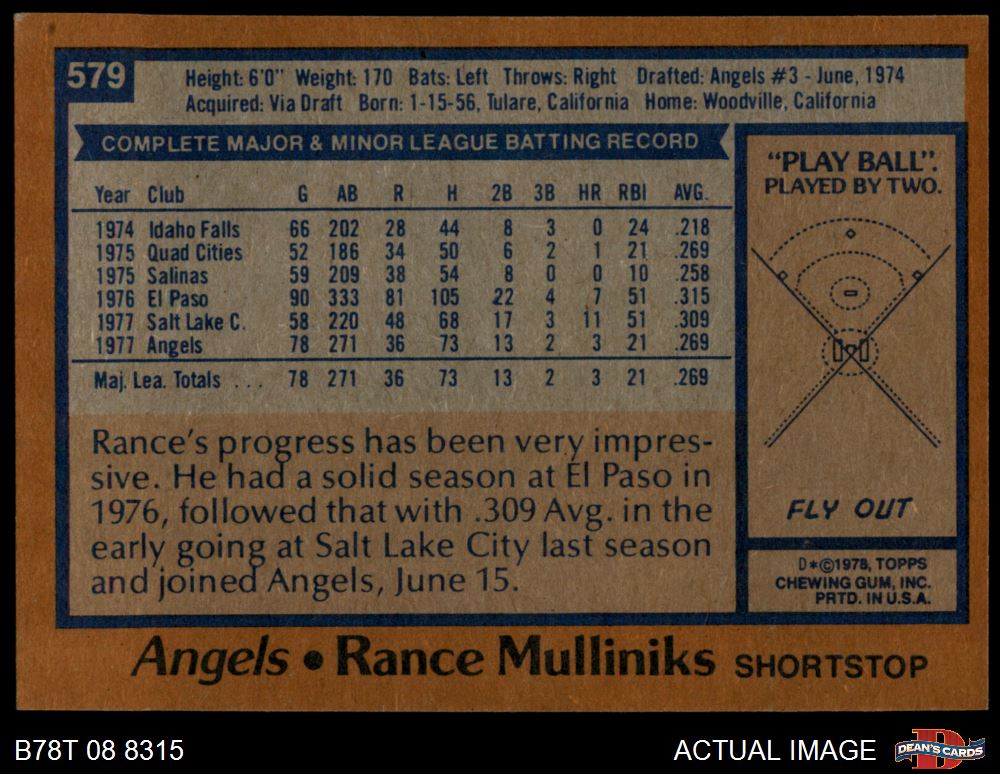 579
Height: 6'0" Weight: 170 Bats: Left Throws: Right Drafted: Angels #3 - June, 1974
Acquired: Via Draft Born: 1-15-56, Tulare, California Home: Woodville, California
COMPLETE MAJOR & MINOR LEAGUE BATTING RECORD
Year Club G AB R H 2B 3B HR RBI AVG.
1974 Idaho Falls 66 202 28 44 8 3 0 24 .218
1975 Quad Cities 52 186 34 50 6 2 1 21 .269
1975 Salinas 59 209 38 54 8 0 0 10 .258
1976 El Paso 90 333 81 105 22 4 7 51 .315
1977 Salt Lake C. 58 220 48 68 17 3 11 51 .309
1977 Angels 78 271 36 73 13 2 3 21 .269
Maj. Lea. Totals . . . 78 271 36 73 13 2 3 21 .269
Rance's progress has been very impres-
sive. He had a solid season at El Paso in
1976, followed that with .309 Avg. in the
early going at Salt Lake City last season
and joined Angels, June 15.
"PLAY BALL".
PLAYED BY TWO.
FLY OUT
D*©1978, TOPPS
CHEWING GUM, INC.
PRTD. IN U.S.A.
Angels • Rance Mulliniks SHORTSTOP
B78T 08 8315
ACTUAL IMAGE
D
DEAN'S CARDS